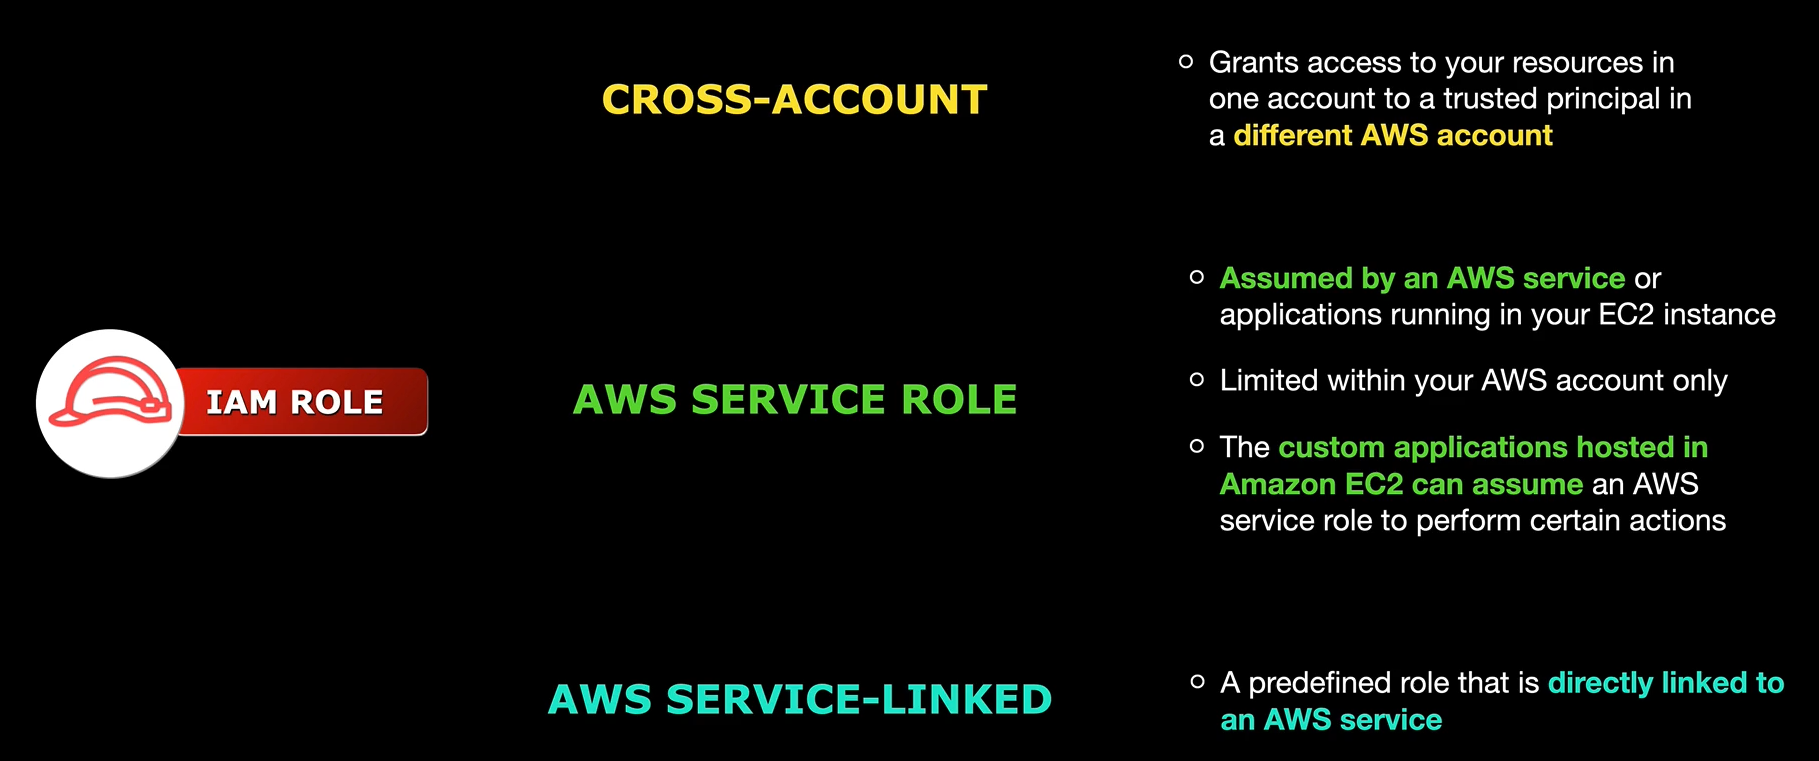 CROSS-ACCOUNT
Grants access to your resources in
one account to a trusted principal in
a different AWS account
IAM ROLE
AWS SERVICE ROLE
Assumed by an AWS service or
applications running in your EC2 instance
Limited within your AWS account only
The custom applications hosted in
Amazon EC2 can assume an AWS
service role to perform certain actions
AWS SERVICE-LINKED
A predefined role that is directly linked to
an AWS service